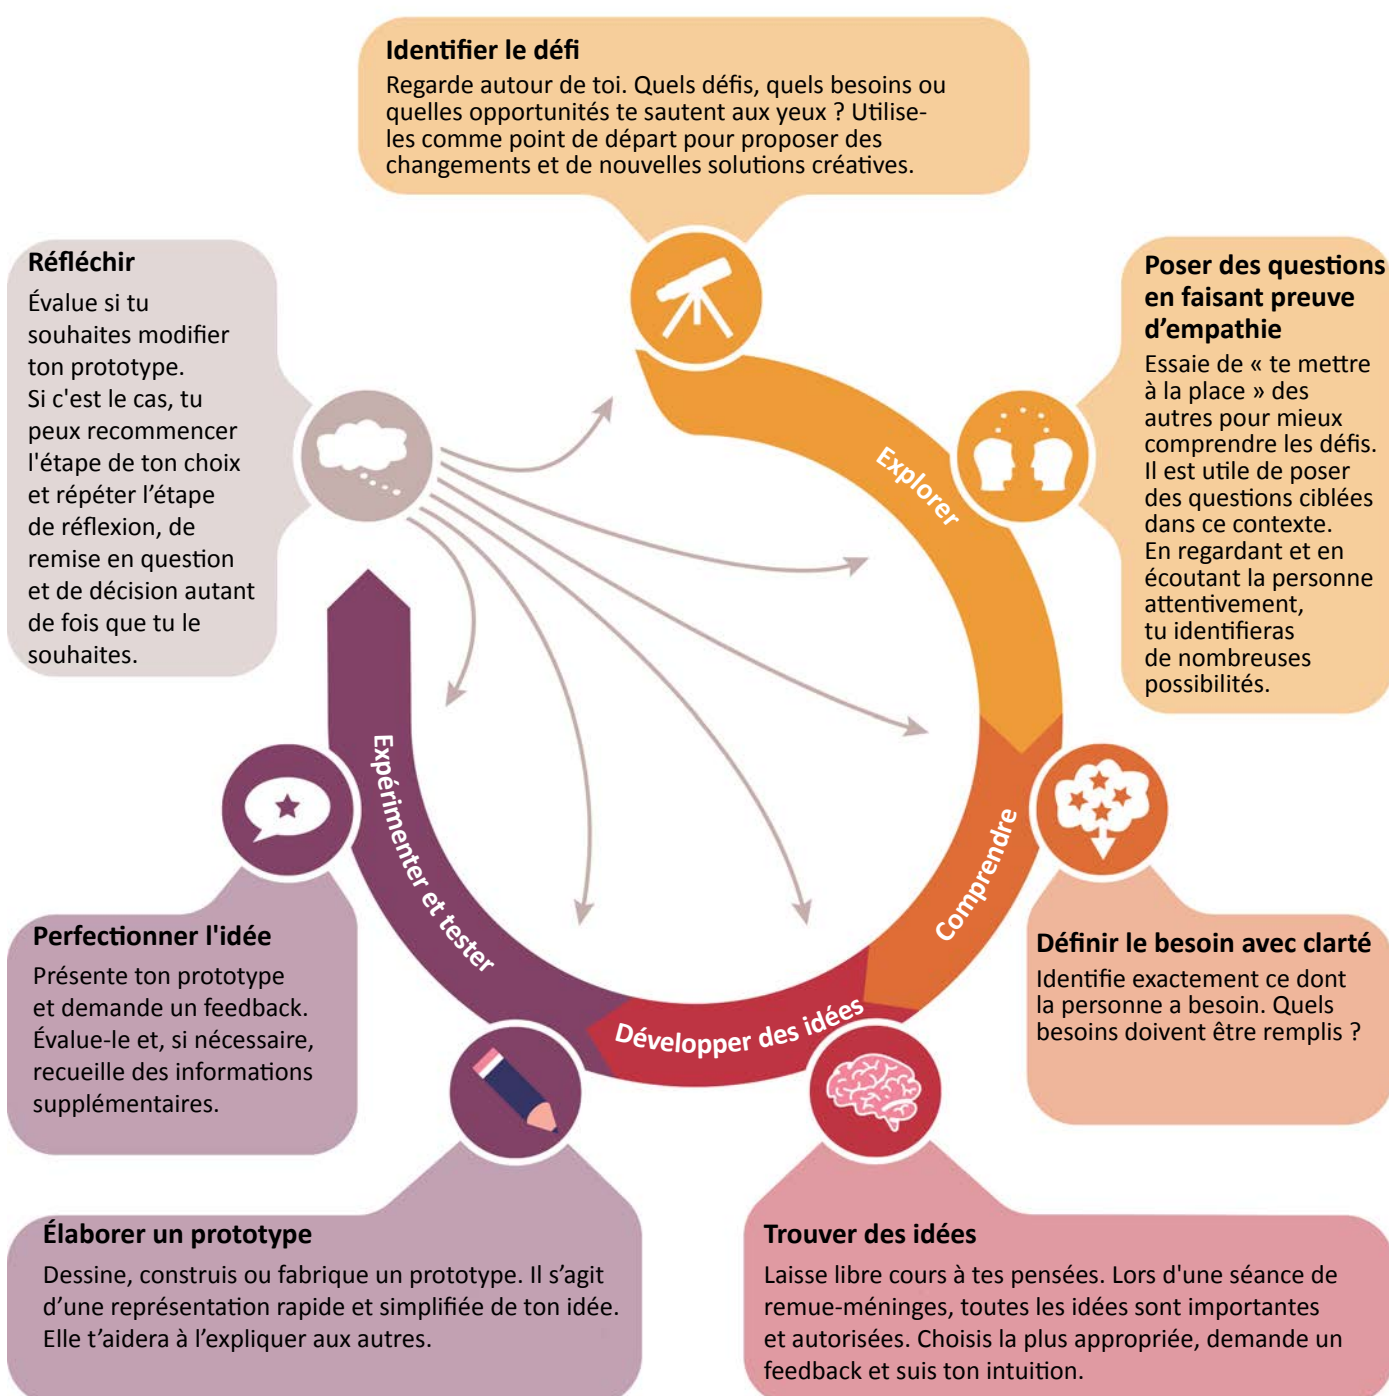 Identifier le défi
Regarde autour de toi. Quels défis, quels besoins ou
quelles opportunités te sautent aux yeux ? Utilise-
les comme point de départ pour proposer des
changements et de nouvelles solutions créatives.
Poser des questions
en faisant preuve
d’empathie
Essaie de « te mettre
à la place » des
autres pour mieux
comprendre les défis.
Il est utile de poser
des questions ciblées
dans ce contexte.
En regardant et en
écoutant la personne
attentivement,
tu identifieras
de nombreuses
possibilités.
Explorer
Définir le besoin avec clarté
Identifie exactement ce dont
la personne a besoin. Quels
besoins doivent être remplis ?
Comprendre
Trouver des idées
Laisse libre cours à tes pensées. Lors d'une séance de
remue-méninges, toutes les idées sont importantes
et autorisées. Choisis la plus appropriée, demande un
feedback et suis ton intuition.
Développer des idées
Élaborer un prototype
Dessine, construis ou fabrique un prototype. Il s’agit
d’une représentation rapide et simplifiée de ton idée.
Elle t’aidera à l’expliquer aux autres.
Expérimenter et tester
Perfectionner l'idée
Présente ton prototype
et demande un feedback.
Évalue-le et, si nécessaire,
recueille des informations
supplémentaires.
Réfléchir
Évalue si tu
souhaites modifier
ton prototype.
Si c'est le cas, tu
peux recommencer
l'étape de ton choix
et répéter l’étape
de réflexion, de
remise en question
et de décision autant
de fois que tu le
souhaites.